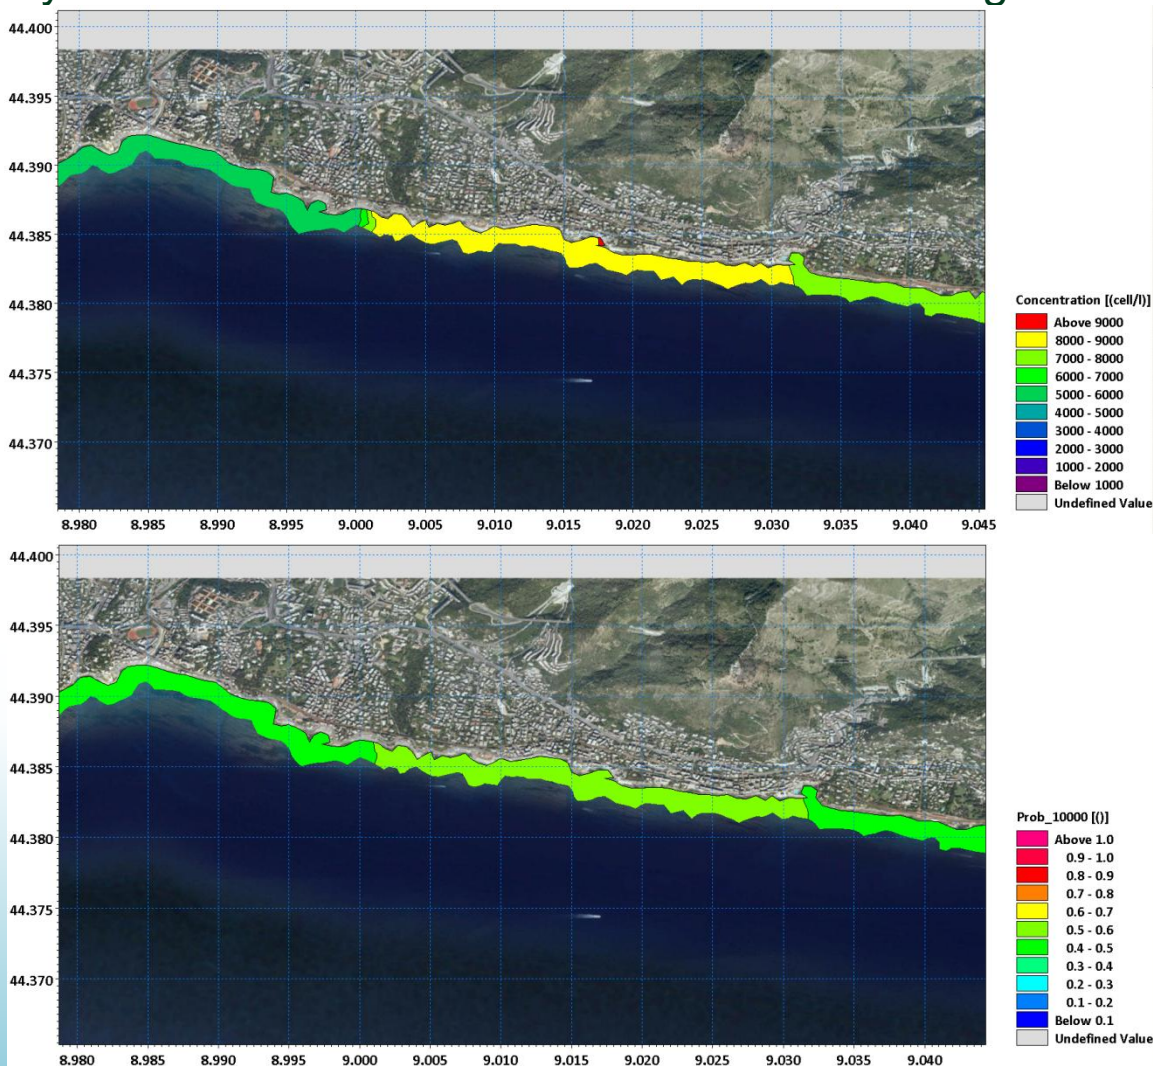 44.400
44.395
44.390
44.385
44.380
44.375
44.370
8.980 8.985 8.990 8.995 9.000 9.005 9.010 9.015 9.020 9.025 9.030 9.035 9.040 9.045
Concentration [(cell/l)]
Above 9000
8000 - 9000
7000 - 8000
6000 - 7000
5000 - 6000
4000 - 5000
3000 - 4000
2000 - 3000
1000 - 2000
Below 1000
Undefined Value
44.400
44.395
44.390
44.385
44.380
44.375
44.370
8.980 8.985 8.990 8.995 9.000 9.005 9.010 9.015 9.020 9.025 9.030 9.035 9.040
Prob_10000 [()]
Above 1.0
0.9 - 1.0
0.8 - 0.9
0.7 - 0.8
0.6 - 0.7
0.5 - 0.6
0.4 - 0.5
0.3 - 0.4
0.2 - 0.3
0.1 - 0.2
Below 0.1
Undefined Value